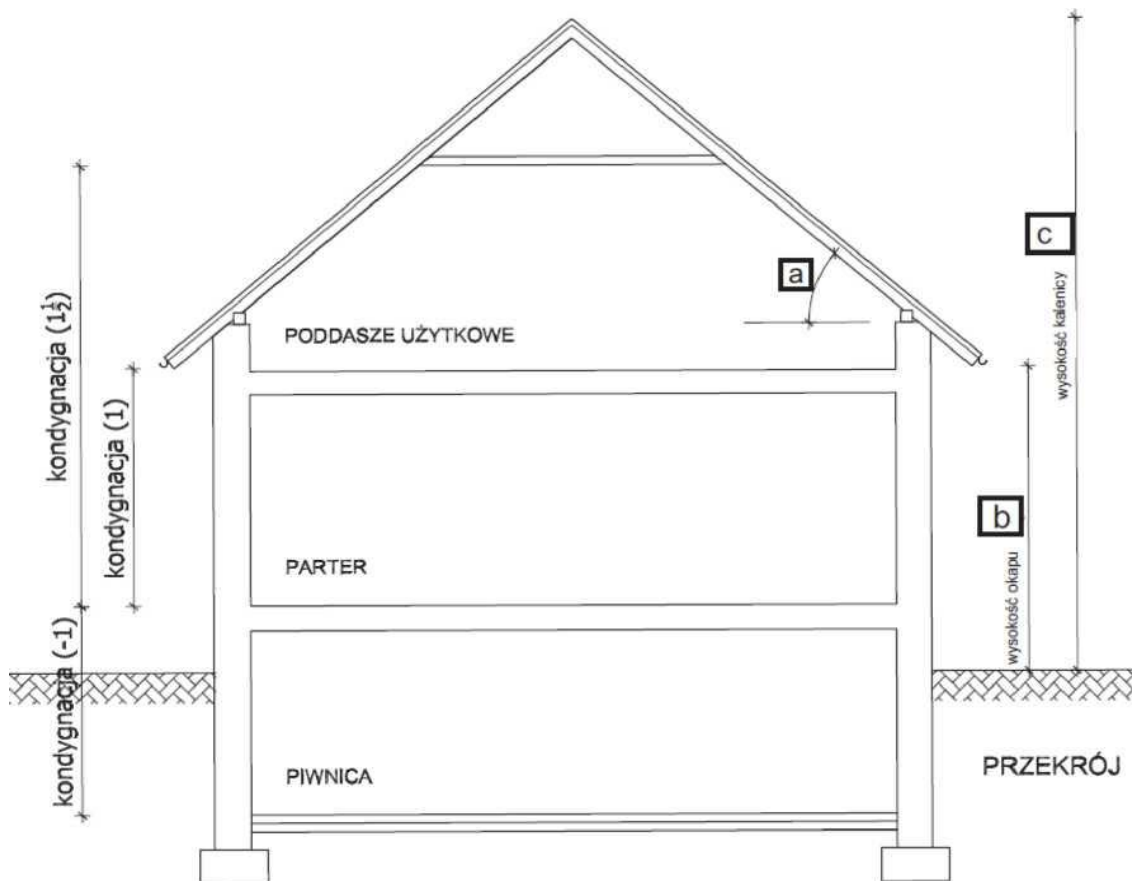 c
a
wysokość kalenicy
kondygnacja (1½)
PODDASZE UŻYTKOWE
kondygnacja (1)
b
PARTER
wysokość okapu
kondygnacja (-1)
PRZEKRÓJ
PIWNICA